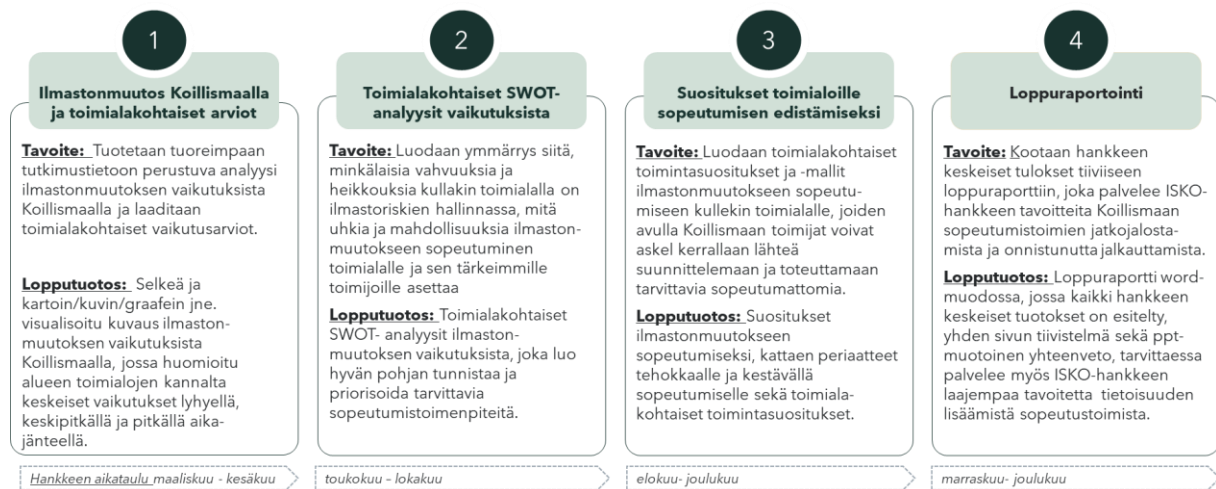 1
Ilmastonmuutos Koillismaalla
ja toimialakohtaiset arviot
Tavoite: Tuotetaan tuoreimpaan
tutkimustietoon perustuva analyysi
ilmastonmuutoksen vaikutuksista
Koillismaalla ja laaditaan
toimialakohtaiset vaikutusarviot.
Lopputuotos: Selkeä ja
kartoin/kuvin/graafein jne.
visualisoitu kuvaus ilmaston-
muutoksen vaikutuksista
Koillismaalla, jossa huomioitu
alueen toimialojen kannalta
keskeiset vaikutukset lyhyellä,
keskipitkällä ja pitkällä aika-
jänteellä.
Hankkeen aikataulu maaliskuu - kesäkuu
2
Toimialakohtaiset SWOT-
analyysit vaikutuksista
Tavoite: Luodaan ymmärrys siitä,
minkälaisia vahvuuksia ja
heikkouksia kullakin toimialalla on
ilmastoriskien hallinnassa, mitä
uhkia ja mahdollisuuksia ilmaston-
muutokseen sopeutuminen
toimialalle ja sen tärkeimmille
toimijoille asettaa
Lopputuotos: Toimialakohtaiset
SWOT- analyysit ilmaston-
muutoksen vaikutuksista, joka luo
hyvän pohjan tunnistaa ja
priorisoida tarvittavia
sopeutumistoimenpiteitä.
toukokuu – lokakuu
3
Suositukset toimialoille
sopeutumisen edistämiseksi
Tavoite: Luodaan toimialakohtaiset
toimintasuositukset ja -mallit
ilmastonmuutokseen sopeutu-
miseen kullekin toimialalle, joiden
avulla Koillismaan toimijat voivat
askel kerrallaan lähteä
suunnittelemaan ja toteuttamaan
tarvittavia sopeutumattomia.
Lopputuotos: Suositukset
ilmastonmuutokseen
sopeutumiseksi, kattaen periaatteet
tehokkaalle ja kestävällä
sopeutumiselle sekä toimiala-
kohtaiset toimintasuositukset.
elokuu- joulukuu
4
Loppuraportointi
Tavoite: Kootaan hankkeen
keskeiset tulokset tiiviiseen
loppuraporttiin, joka palvelee ISKO-
hankkeen tavoitteita Koillismaan
sopeutumistoimien jatkojalosta-
mista ja onnistunutta jalkauttamista.
Lopputuotos: Loppuraportti word-
muodossa, jossa kaikki hankkeen
keskeiset tuotokset on esitelty,
yhden sivun tiivistelmä sekä ppt-
muotoinen yhteenveto, tarvittaessa
palvelee myös ISKO-hankkeen
laajempaa tavoitetta tietoisuuden
lisäämistä sopeutustoimista.
marraskuu- joulukuu